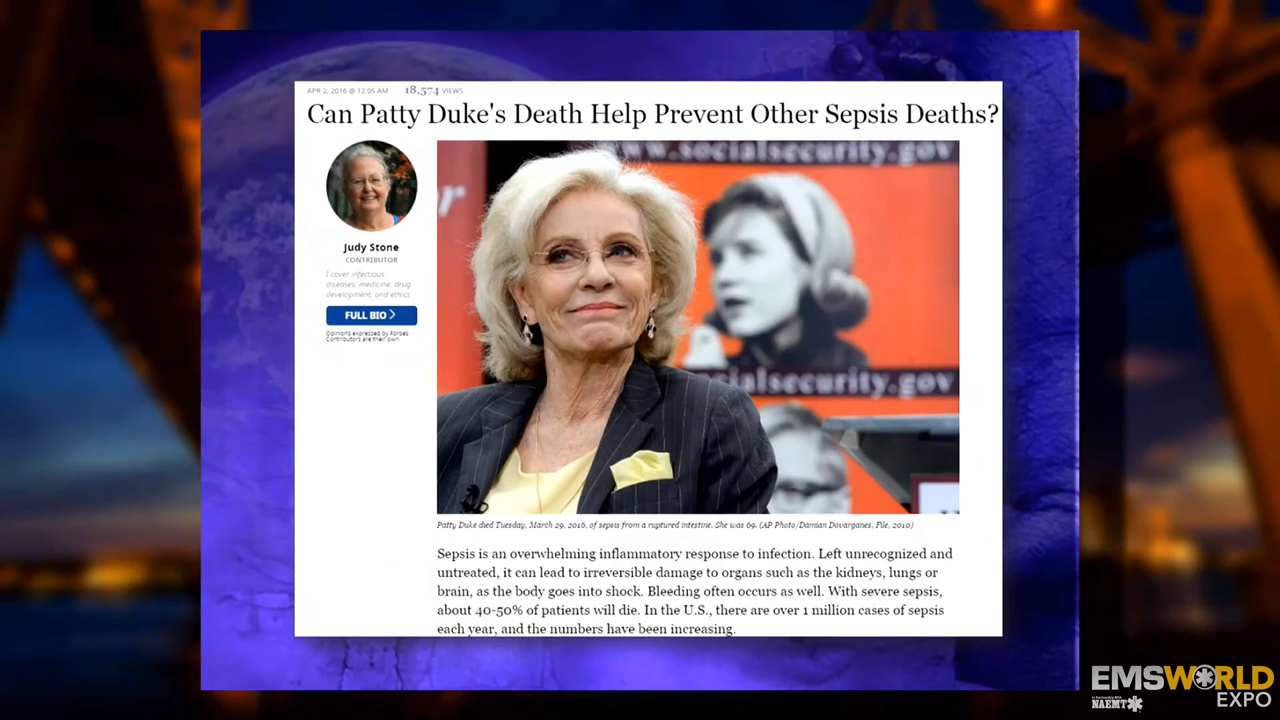 APR 2, 2016 @ 12:05 AM 18,574 VIEWS
Can Patty Duke's Death Help Prevent Other Sepsis Deaths?
Judy Stone
CONTRIBUTOR
I cover infectious
diseases, medicine, drug
development, and ethics
FULL BIO
Opinions expressed by Forbes
Contributors are their own.
www.socialsecurity.gov
r
socialsecurity.gov
Patty Duke died Tuesday, March 29, 2016, of sepsis from a ruptured intestine. She was 69. (AP Photo/Damian Dovarganes, File, 2010)
Sepsis is an overwhelming inflammatory response to infection. Left unrecognized and
untreated, it can lead to irreversible damage to organs such as the kidneys, lungs or
brain, as the body goes into shock. Bleeding often occurs as well. With severe sepsis,
about 40-50% of patients will die. In the U.S., there are over 1 million cases of sepsis
each year, and the numbers have been increasing.
EMSWORLD
In Partnership With
NAEMT
EXPO